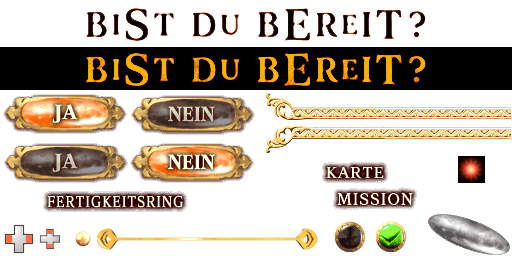 BIST DU BEREIT?
BIST DU BEREIT?
JA NEIN
JA NEIN
KARTE
MISSION
FERTIGKEITSRING